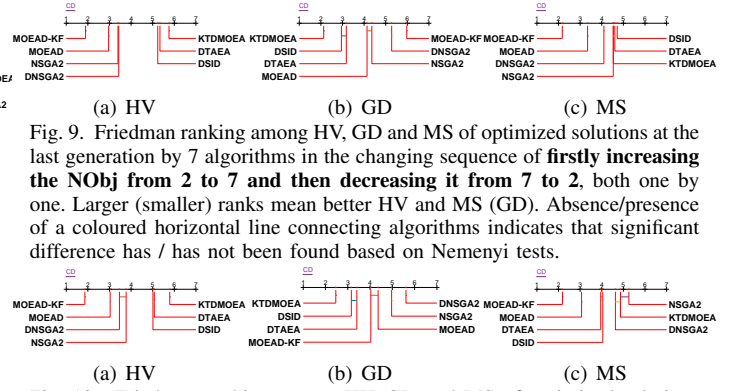 CD CD CD
1 2 3 4 5 6 7 1 2 3 4 5 6 7 1 2 3 4 5 6 7
MOEAD-KF KTDMOEA KTDMOEA MOEAD-KF MOEAD-KF DSID
MOEAD DTAEA DSID DNSGA2 MOEAD DTAEA
NSGA2 DSID DTAEA NSGA2 DNSGA2 KTDMOEA
DNSGA2 MOEAD NSGA2
(a) HV (b) GD (c) MS
Fig. 9. Friedman ranking among HV, GD and MS of optimized solutions at the
last generation by 7 algorithms in the changing sequence of firstly increasing
the NObj from 2 to 7 and then decreasing it from 7 to 2, both one by
one. Larger (smaller) ranks mean better HV and MS (GD). Absence/presence
of a coloured horizontal line connecting algorithms indicates that significant
difference has / has not been found based on Nemenyi tests.
CD CD CD
1 2 3 4 5 6 7 1 2 3 4 5 6 7 1 2 3 4 5 6 7
MOEAD-KF KTDMOEA KTDMOEA DNSGA2 MOEAD-KF NSGA2
MOEAD DTAEA DSID NSGA2 MOEAD KTDMOEA
DNSGA2 DSID DTAEA MOEAD DTAEA DNSGA2
NSGA2 MOEAD-KF DSID
(a) HV (b) GD (c) MS